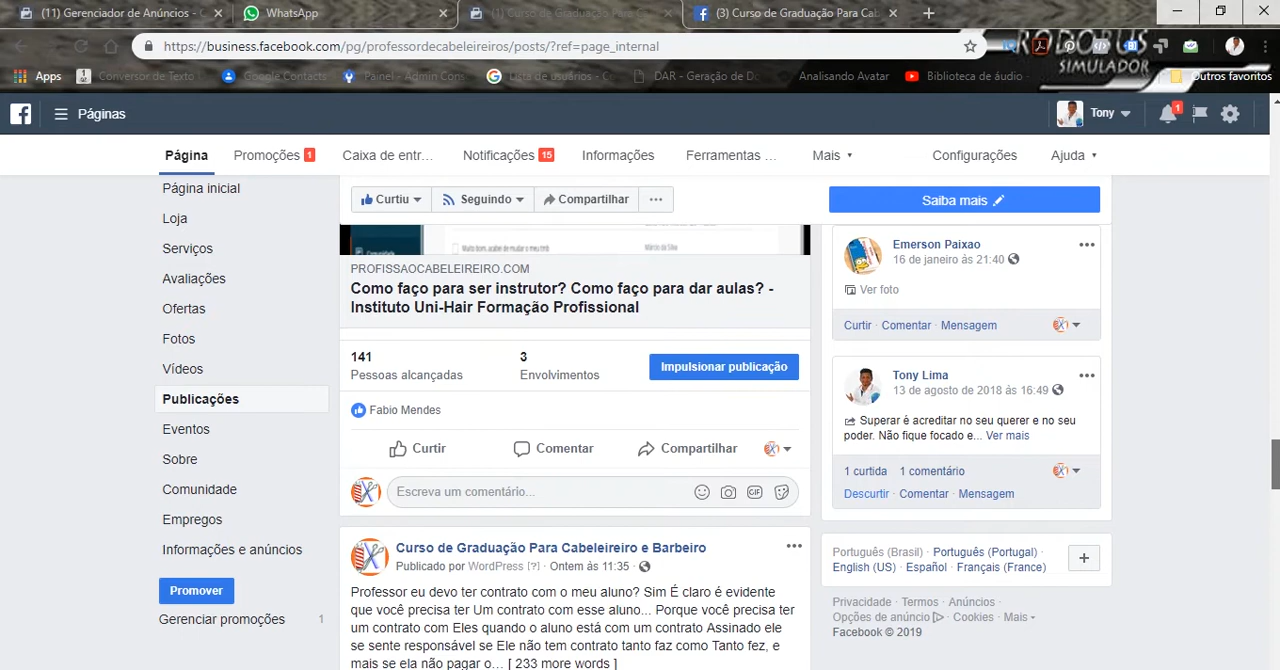 (11) Gerenciador de Anúncios -
WhatsApp
(1) Curso de Graduação Para C
(3) Curso de Graduação Para Cab
https://business.facebook.com/pg/professordecabeleireiros/posts/?ref=page_internal
Apps
Conversor de Texto
Google Contacts
Painel - Admin Cons
Lista de usuários - C
DAR - Geração de D
Analisando Avatar
Biblioteca de áudio -
Outros favoritos
SIMULADOR
Páginas
Tony
1
Página
Promoções 1
Caixa de entr...
Notificações 15
Informações
Ferramentas ...
Mais
Configurações
Ajuda
Página inicial
Loja
Serviços
Avaliações
Ofertas
Fotos
Vídeos
Publicações
Eventos
Sobre
Comunidade
Empregos
Informações e anúncios
Promover
Gerenciar promoções 1
Curtiu
Seguindo
Compartilhar
...
Saiba mais
PROFISSAOCABELEIREIRO.COM
Como faço para ser instrutor? Como faço para dar aulas? -
Instituto Uni-Hair Formação Profissional
141
Pessoas alcançadas
3
Envolvimentos
Impulsionar publicação
Fabio Mendes
Curtir
Comentar
Compartilhar
Escreva um comentário...
GIF
Curso de Graduação Para Cabeleireiro e Barbeiro
Publicado por WordPress [?] · Ontem às 11:35 ·
Professor eu devo ter contrato com o meu aluno? Sim É claro é evidente
que você precisa ter Um contrato com esse aluno... Porque você precisa ter
um contrato com Eles quando o aluno está com um contrato Assinado ele
se sente responsável se Ele não tem contrato tanto faz como Tanto fez, e
mais se ela não pagar o... [ 233 more words ]
Emerson Paixao
16 de janeiro às 21:40
Ver foto
Curtir · Comentar · Mensagem
Tony Lima
13 de agosto de 2018 às 16:49
Superar é acreditar no seu querer e no seu
poder. Não fique focado e... Ver mais
1 curtida 1 comentário
Descurtir · Comentar · Mensagem
Português (Brasil) · Português (Portugal) ·
English (US) · Español · Français (France)
+
Privacidade · Termos · Anúncios ·
Opções de anúncio · Cookies · Mais
Facebook © 2019